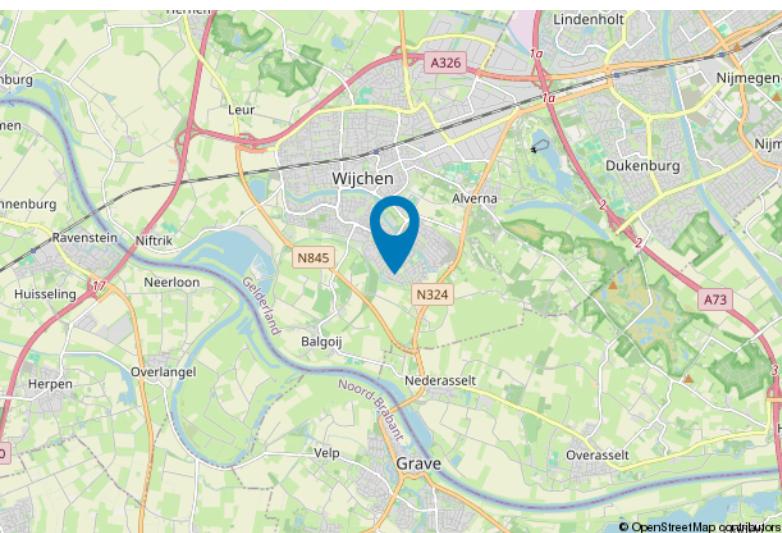 Hernen
Lindenholt
1a
A326
Nijmegen-
1a
Leur
Dukenburg
Wijchen
Alverna
Ravenstein
Niftrik
2
2
N845
Neerloon
17
Huisseling
Gelderland
N324
A73
Balgoij
Overlangel
3
Nederasselt
Herpen
Noord-Brabant
Velp
Grave
Overasselt
© OpenStreetMap contributors